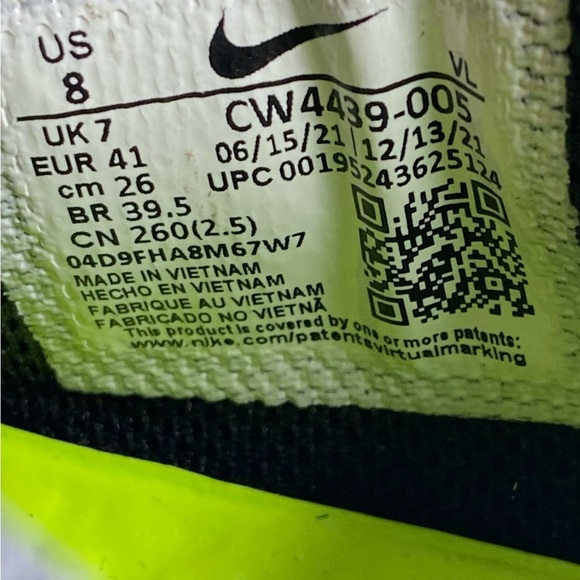 US
8
UK 7
EUR 41
cm 26
BR 39.5
CN 260(2.5)
04D9FHA8M67W7
MADE IN VIETNAM
HECHO EN VIETNAM
FABRIQUE AU VIETNAM
FABRICADO NO VIETNÃ
This product is covered by one or more patents:
www.nike.com/patentsvirtualmarking
VL
CW4439-005
06/15/21 | 12/13/21
UPC 00195243625124